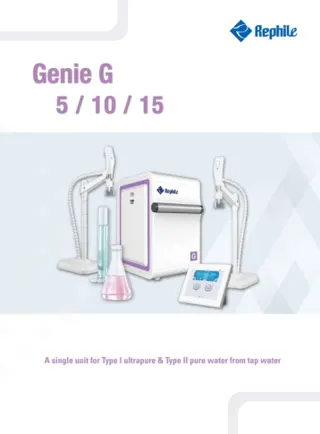 Rephile
Genie G
5 / 10 / 15
Rephile
G
A single unit for Type I ultrapure & Type II pure water from tap water